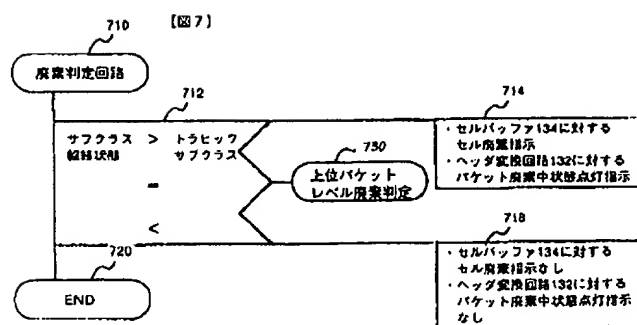 【図7】
710
廃棄判定回路
712
サブクラス > トラヒック
輻輳状態 サブクラス
=
<
730
上位パケット
レベル廃棄判定
714
・セルバッファ134に対する
セル廃棄指示
・ヘッダ変換回路132に対する
パケット廃棄中状態点灯指示
718
・セルバッファ134に対する
セル廃棄指示なし
・ヘッダ変換回路132に対する
パケット廃棄中状態点灯指示
なし
720
END